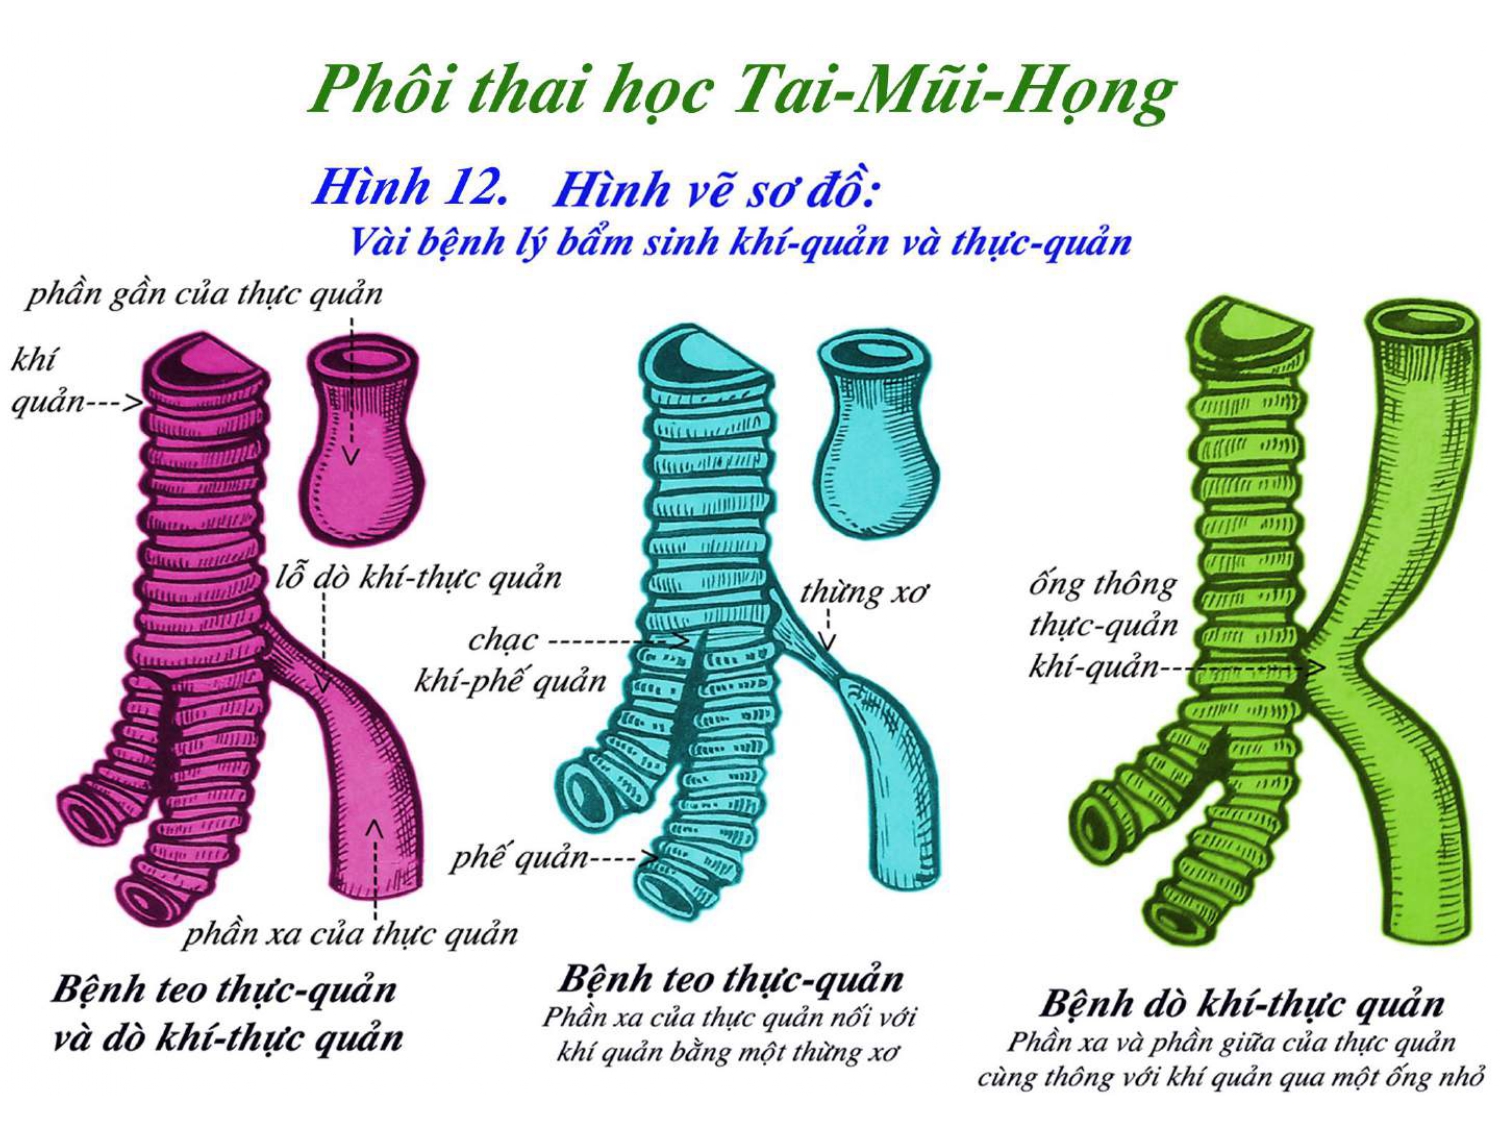 Phôi thai học Tai-Mũi-Họng
Hình 12. Hình vẽ sơ đồ:
Vài bệnh lý bẩm sinh khí-quản và thực-quản
phần gần của thực quản
khí
quản--->
lỗ dò khí-thực quản
phần xa của thực quản
Bệnh teo thực-quản
và dò khí-thực quản
thừng xơ
chạc
khí-phế quản
phế quản---->
Bệnh teo thực-quản
Phần xa của thực quản nối với
khí quản bằng một thừng xơ
ống thông
thực-quản
khí-quản
Bệnh dò khí-thực quản
Phần xa và phần giữa của thực quản
cùng thông với khí quản qua một ống nhỏ